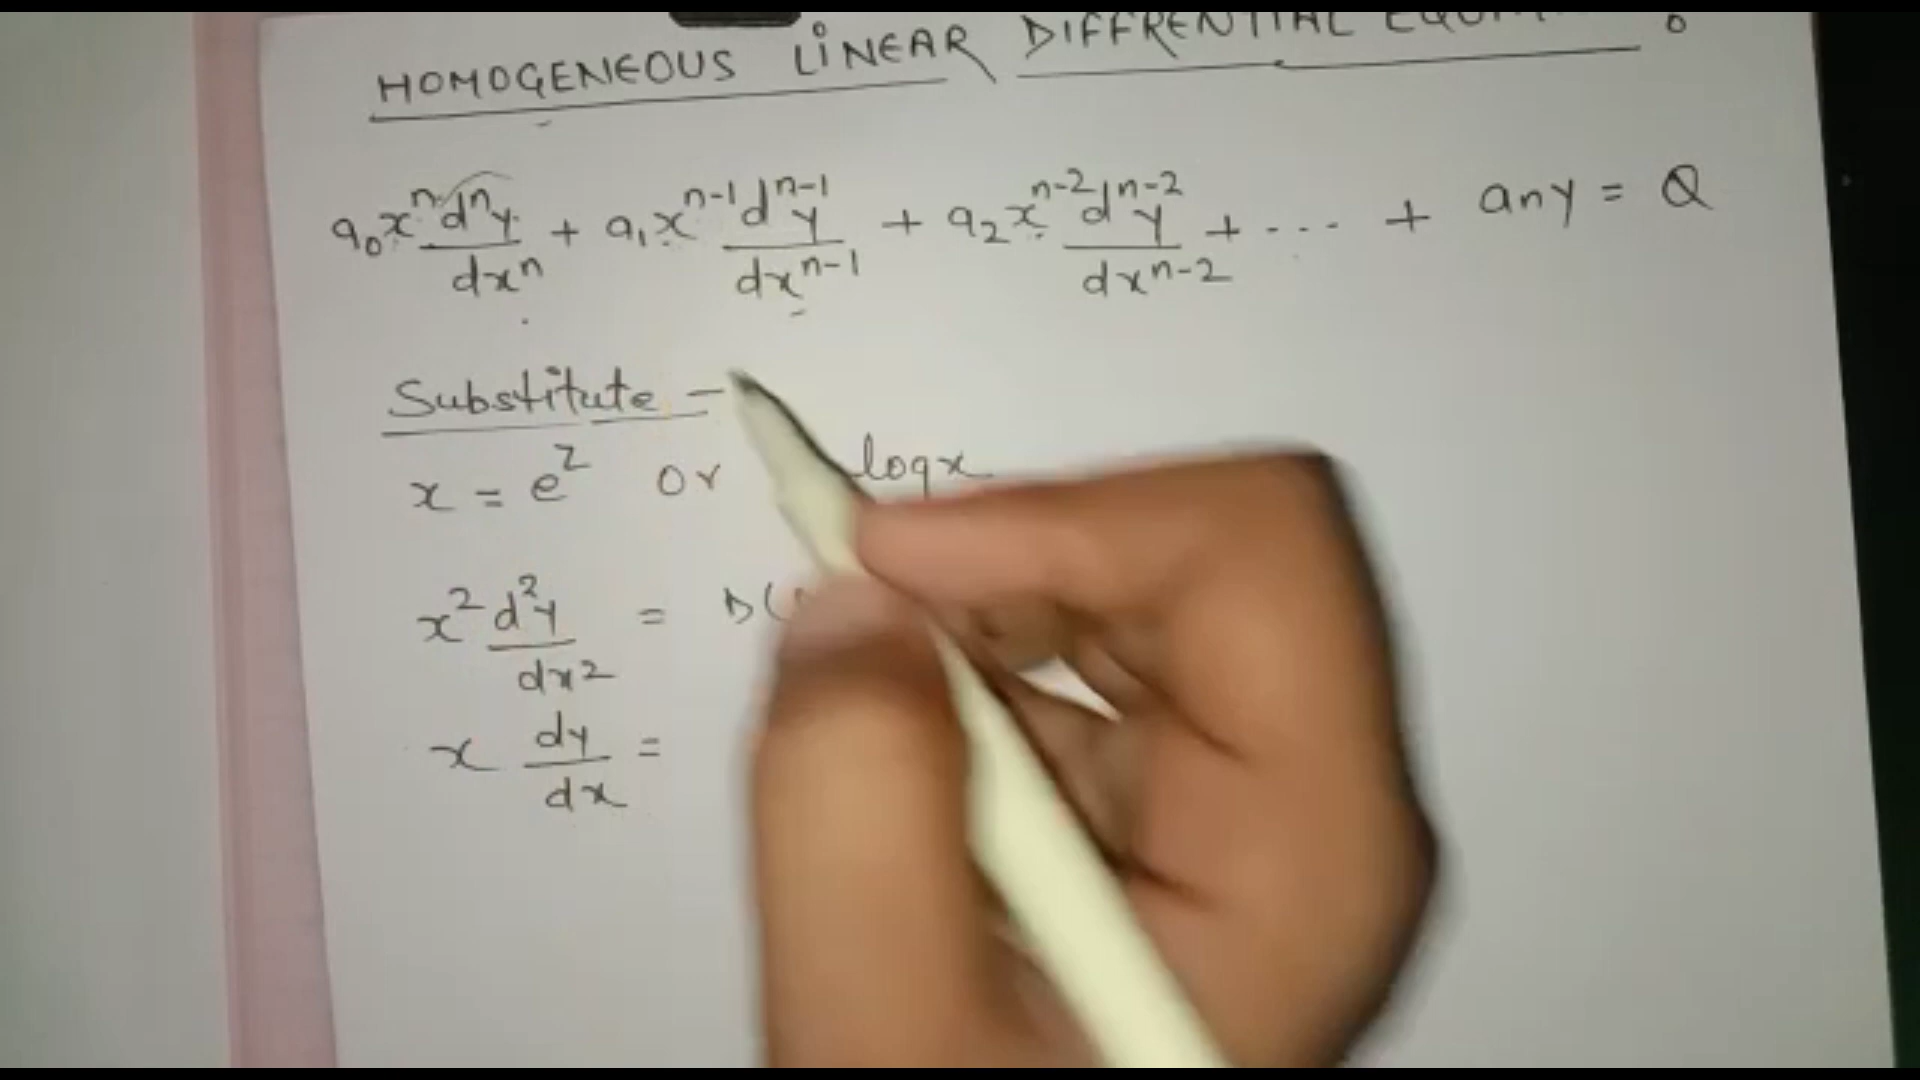 HOMOGENEOUS LINEAR DIFFRENTIAL
a₀xⁿ dⁿy/dxⁿ + a₁xⁿ⁻¹ dⁿ⁻¹y/dxⁿ⁻¹ + a₂xⁿ⁻² dⁿ⁻²y/dxⁿ⁻² + ... + any = Q
Substitute -
x = e^z or logx
x² d²y/dx² = D(
x dy/dx =